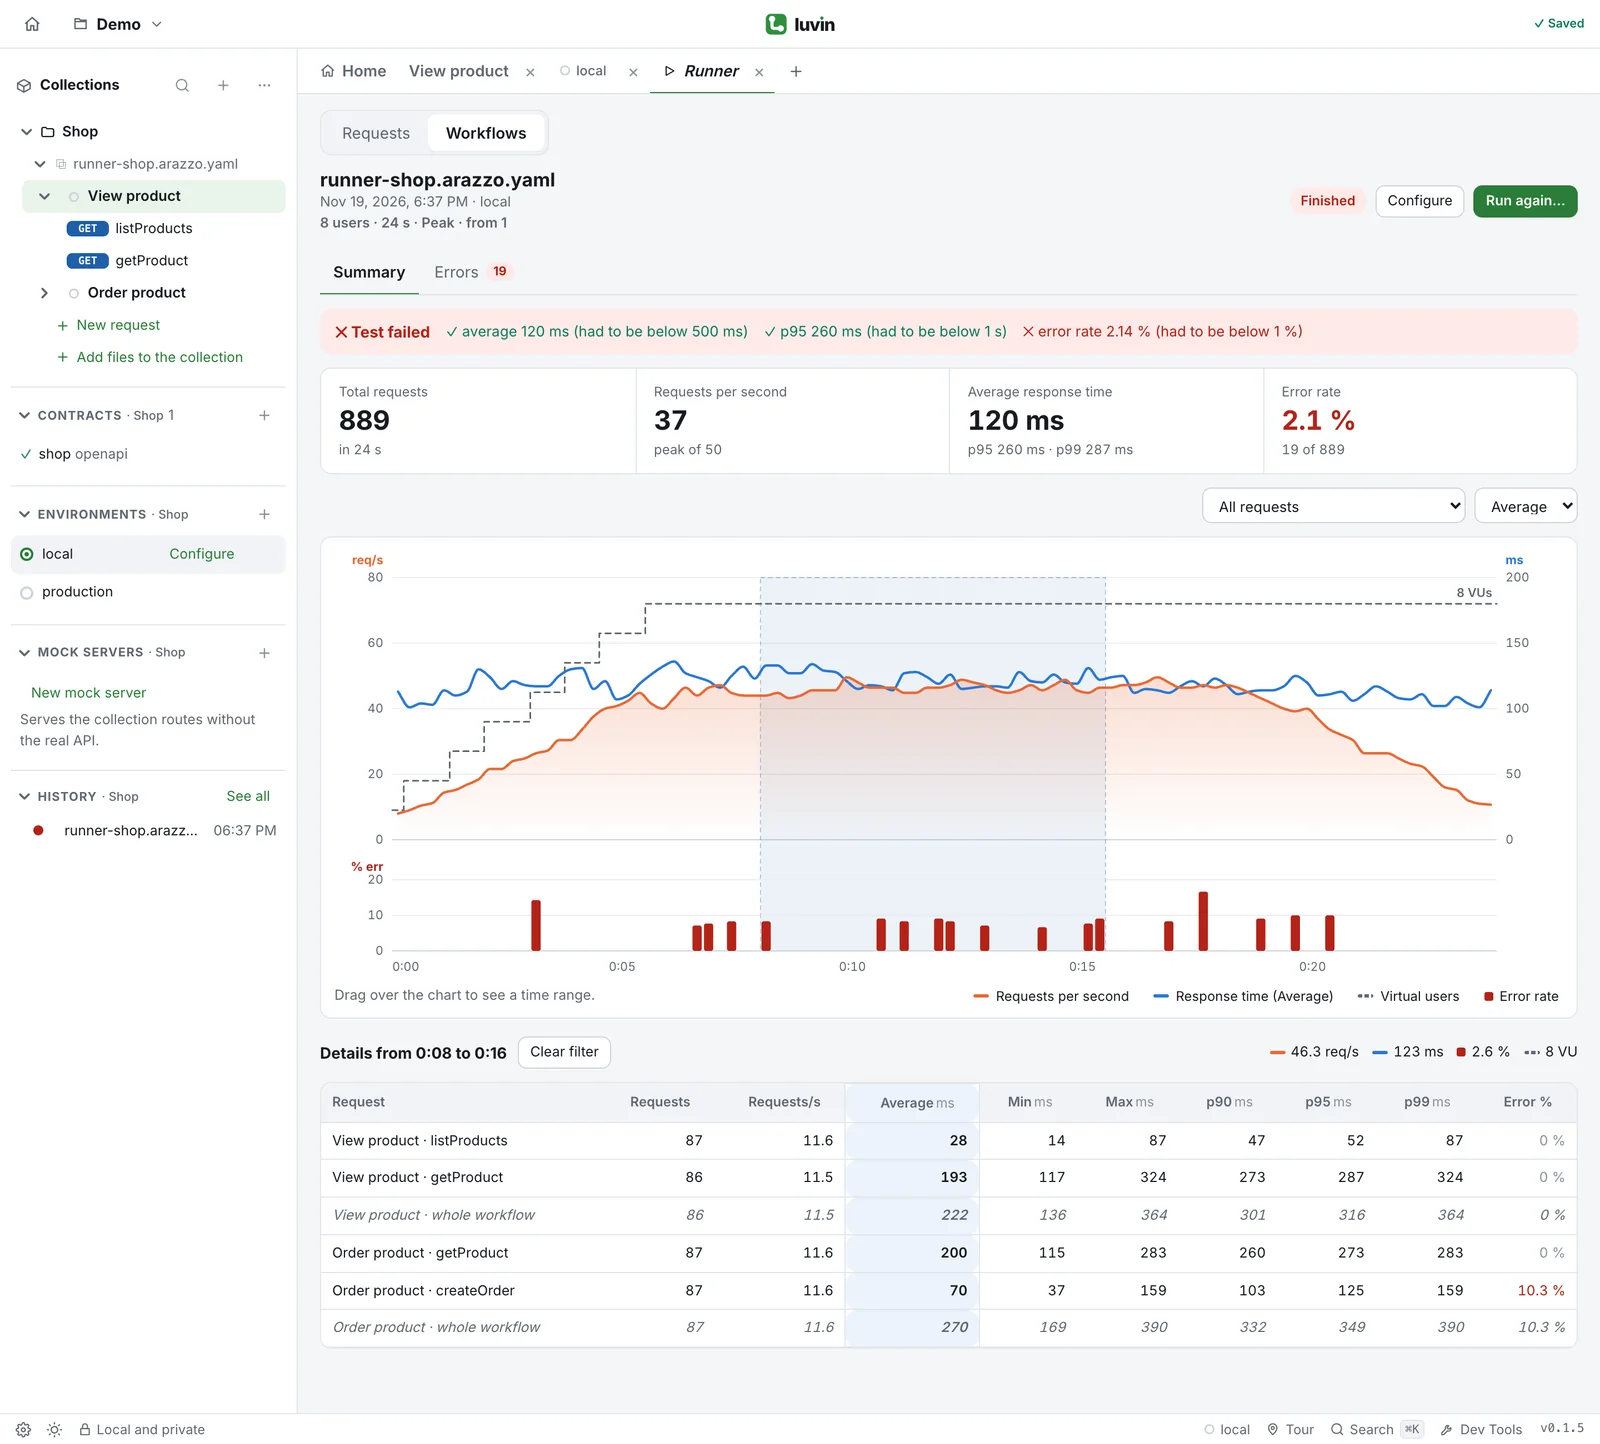 Demo
luvin
✓ Saved
Collections
Home
View product
local
Runner
Shop
runner-shop.arazzo.yaml
View product
GET listProducts
GET getProduct
Order product
+ New request
+ Add files to the collection
CONTRACTS · Shop 1
shop openapi
ENVIRONMENTS · Shop
local Configure
production
MOCK SERVERS · Shop
New mock server
Serves the collection routes without
the real API.
HISTORY · Shop See all
runner-shop.arazz... 06:37 PM
Requests Workflows
runner-shop.arazzo.yaml
Nov 19, 2026, 6:37 PM · local
8 users · 24 s · Peak · from 1
Finished Configure Run again...
Summary Errors 19
✕ Test failed ✓ average 120 ms (had to be below 500 ms) ✓ p95 260 ms (had to be below 1 s) ✕ error rate 2.14 % (had to be below 1 %)
Total requests
889
in 24 s
Requests per second
37
peak of 50
Average response time
120 ms
p95 260 ms · p99 287 ms
Error rate
2.1 %
19 of 889
All requests Average
req/s ms
80 200
8 VUs
60 150
40 100
20 50
0 0
% err
20
10
0
0:00 0:05 0:10 0:15 0:20
Drag over the chart to see a time range. Requests per second Response time (Average) Virtual users Error rate
Details from 0:08 to 0:16 Clear filter 46.3 req/s 123 ms 2.6 % 8 VU
Request Requests Requests/s Average ms Min ms Max ms p90 ms p95 ms p99 ms Error %
View product · listProducts 87 11.6 28 14 87 47 52 87 0 %
View product · getProduct 86 11.5 193 117 324 273 287 324 0 %
View product · whole workflow 86 11.5 222 136 364 301 316 364 0 %
Order product · getProduct 87 11.6 200 115 283 260 273 283 0 %
Order product · createOrder 87 11.6 70 37 159 103 125 159 10.3 %
Order product · whole workflow 87 11.6 270 169 390 332 349 390 10.3 %
Local and private
local Tour Search ⌘K Dev Tools v0.1.5